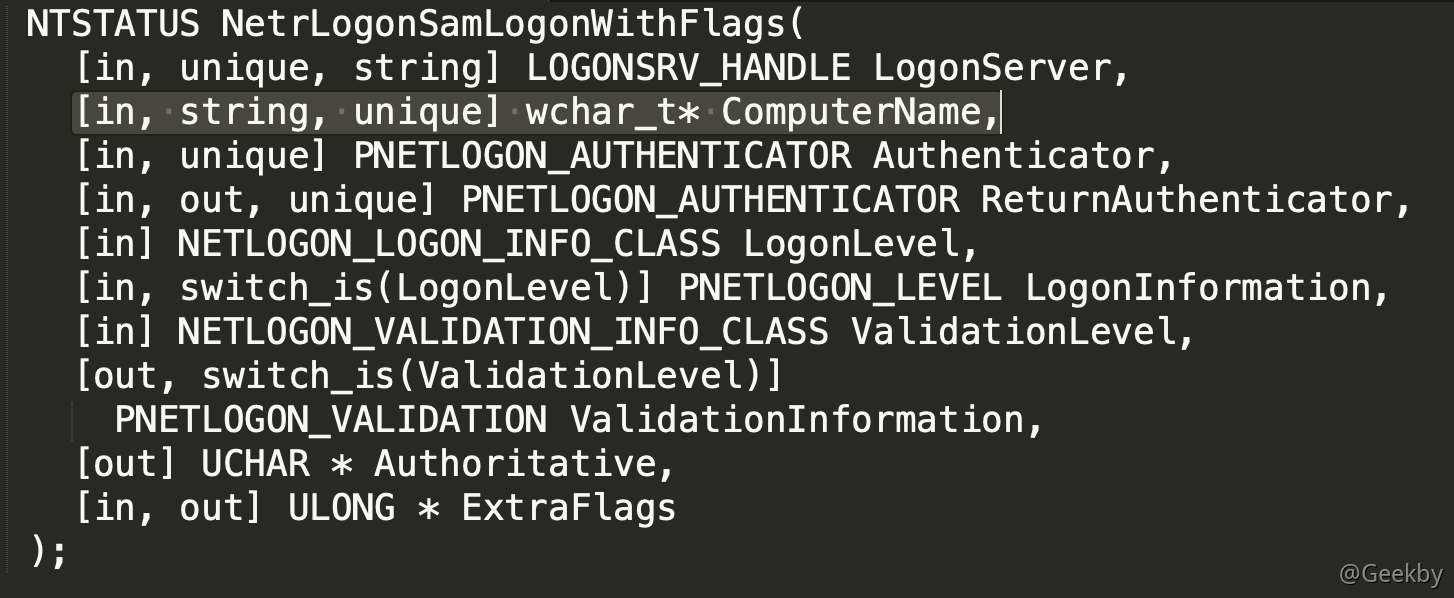 NTSTATUS NetrLogonSamLogonWithFlags(
[in, unique, string] LOGONSRV_HANDLE LogonServer,
[in, string, unique] wchar_t* ComputerName,
[in, unique] PNETLOGON_AUTHENTICATOR Authenticator,
[in, out, unique] PNETLOGON_AUTHENTICATOR ReturnAuthenticator,
[in] NETLOGON_LOGON_INFO_CLASS LogonLevel,
[in, switch_is(LogonLevel)] PNETLOGON_LEVEL LogonInformation,
[in] NETLOGON_VALIDATION_INFO_CLASS ValidationLevel,
[out, switch_is(ValidationLevel)]
PNETLOGON_VALIDATION ValidationInformation,
[out] UCHAR * Authoritative,
[in, out] ULONG * ExtraFlags
);
@Geekby